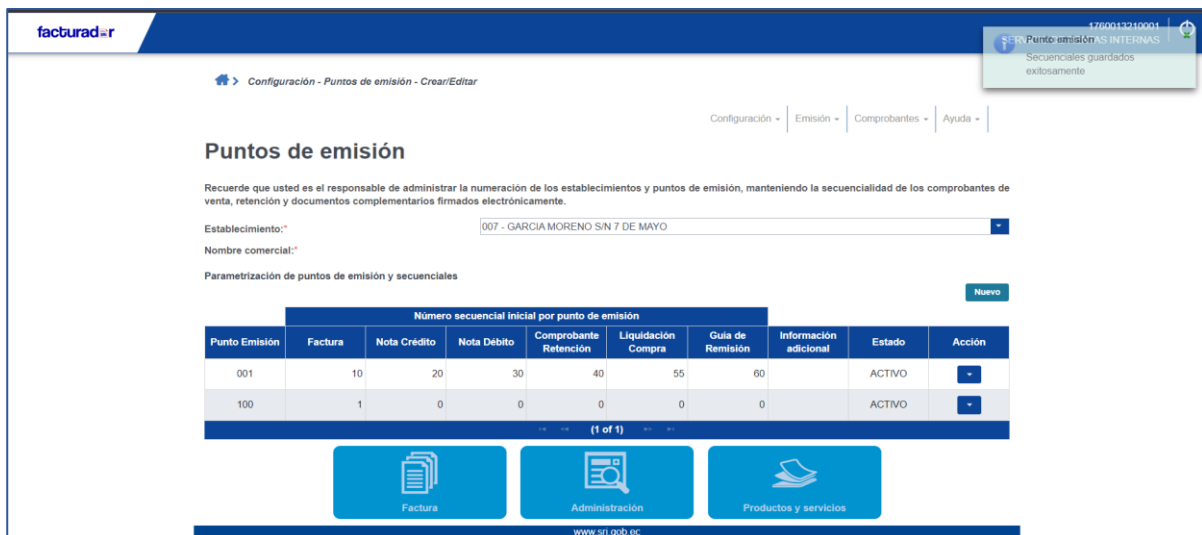 facturador
1760013210001
SERV
AS INTERNAS
Punto emisión
Secuenciales guardados
exitosamente
Configuración - Puntos de emisión - Crear/Editar
Configuración Emisión Comprobantes Ayuda
Puntos de emisión
Recuerde que usted es el responsable de administrar la numeración de los establecimientos y puntos de emisión, manteniendo la secuencialidad de los comprobantes de
venta, retención y documentos complementarios firmados electrónicamente.
Establecimiento:* 007 - GARCIA MORENO S/N 7 DE MAYO
Nombre comercial:*
Parametrización de puntos de emisión y secuenciales
Nuevo
Número secuencial inicial por punto de emisión
Punto Emisión Factura Nota Crédito Nota Débito Comprobante Retención Liquidación Compra Guía de Remisión Información adicional Estado Acción
001 10 20 30 40 55 60 ACTIVO
100 1 0 0 0 0 0 ACTIVO
(1 of 1)
Factura Administración Productos y servicios
www.sri.gob.ec